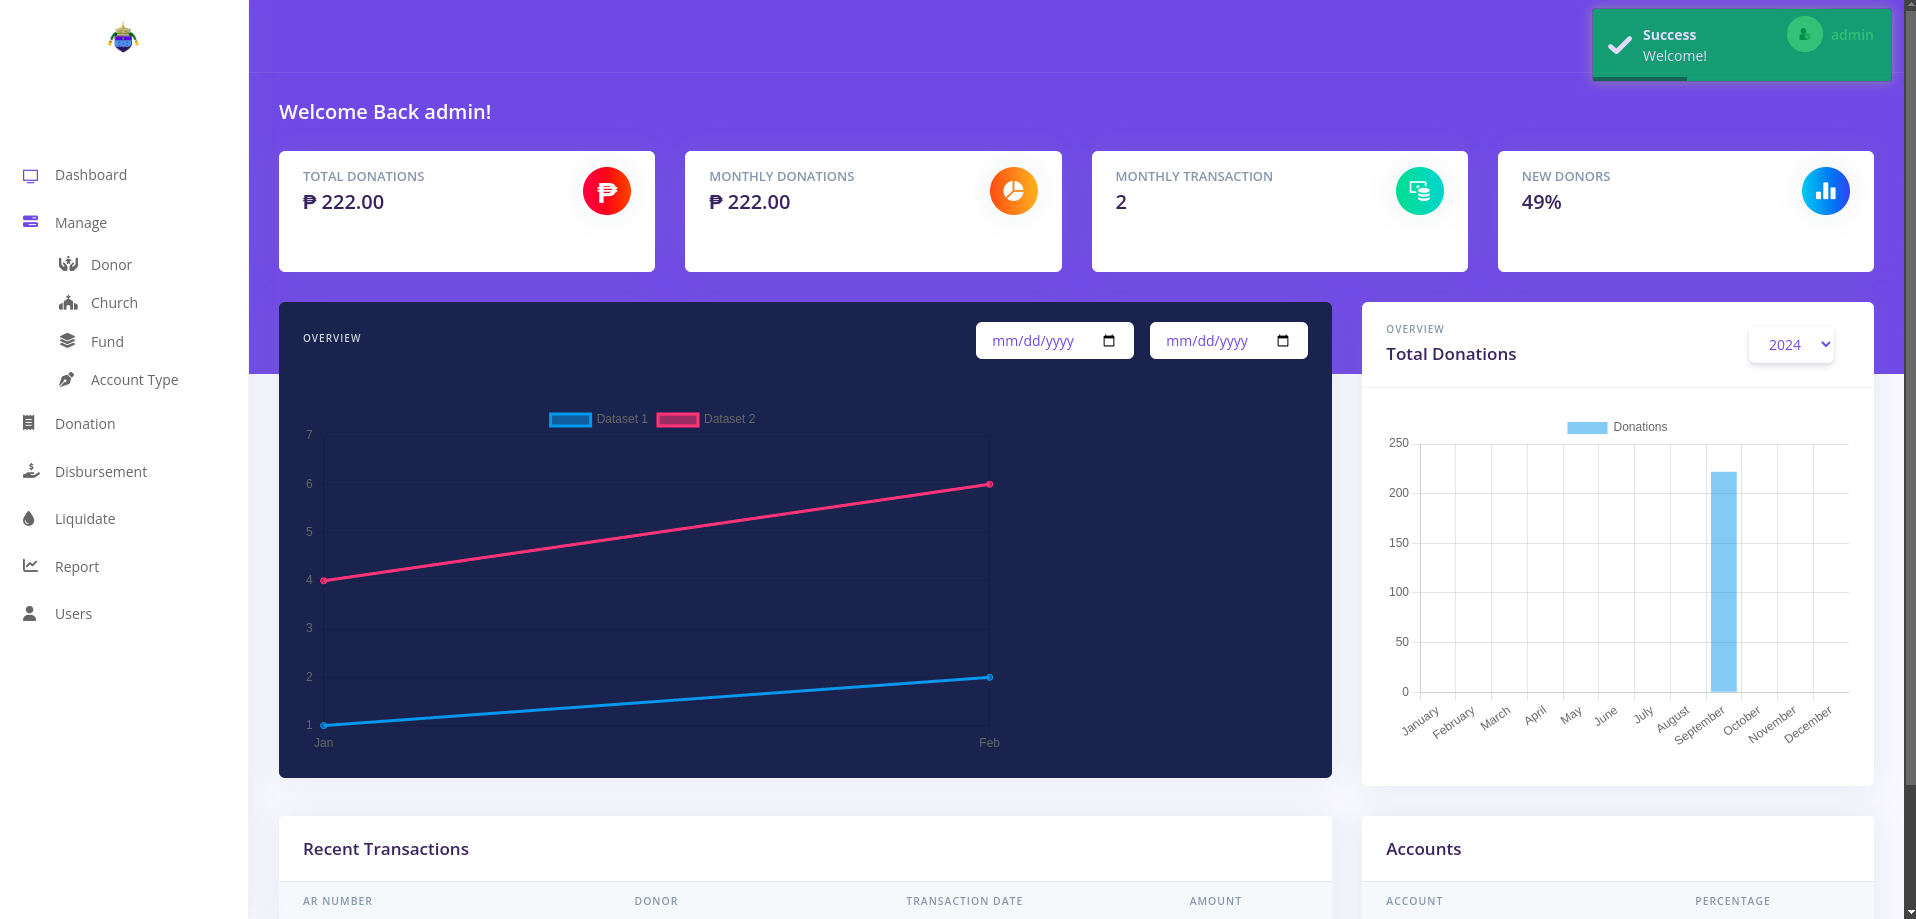 Success
Welcome!
admin
Dashboard
Manage
Donor
Church
Fund
Account Type
Donation
Disbursement
Liquidate
Report
Users
Welcome Back admin!
TOTAL DONATIONS
₱ 222.00
MONTHLY DONATIONS
₱ 222.00
MONTHLY TRANSACTION
2
NEW DONORS
49%
OVERVIEW
mm/dd/yyyy
mm/dd/yyyy
Dataset 1
Dataset 2
7
6
5
4
3
2
1
Jan
Feb
OVERVIEW
Total Donations
2024
Donations
250
200
150
100
50
0
January
February
March
April
May
June
July
August
September
October
November
December
Recent Transactions
AR NUMBER
DONOR
TRANSACTION DATE
AMOUNT
Accounts
ACCOUNT
PERCENTAGE